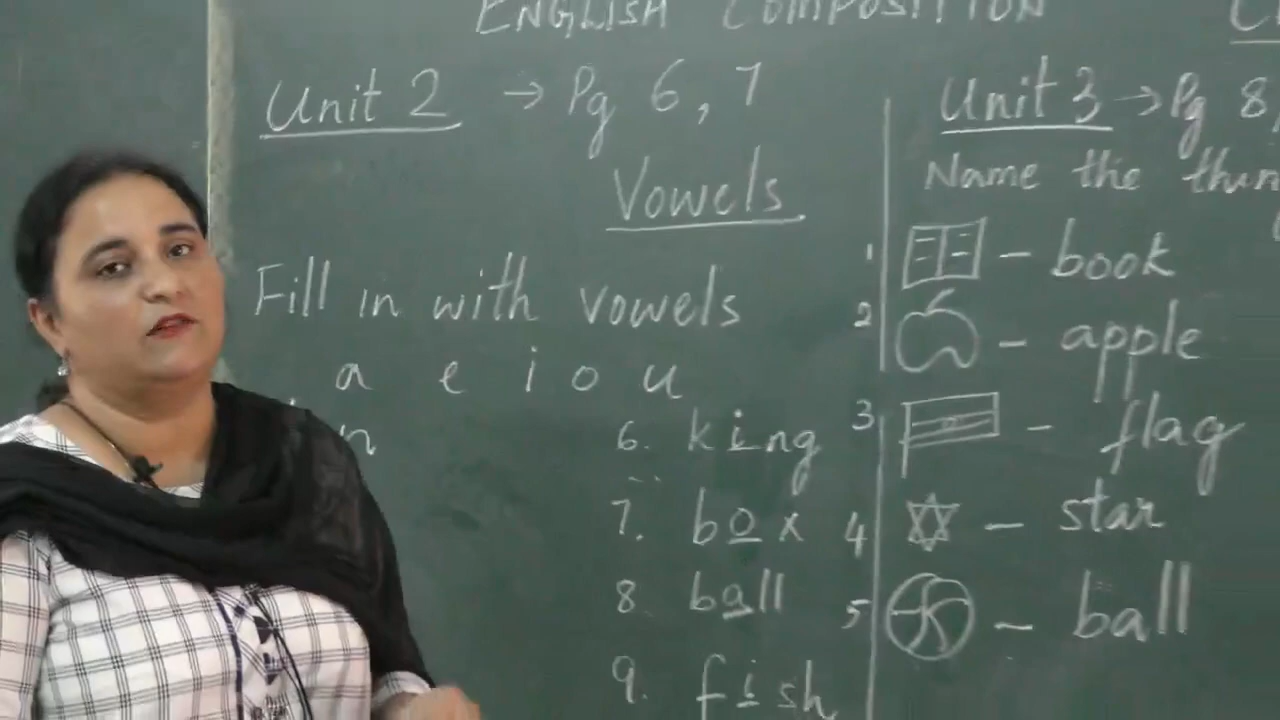 ENGLISH COMPOSITION
Unit 2 → Pg 6, 7
Vowels
Fill in with vowels
a e i o u
6. king
7. box
8. ball
9. fish
Unit 3 → Pg 8,
Name the
1 – book
2 – apple
3 – flag
4 – star
5 – ball